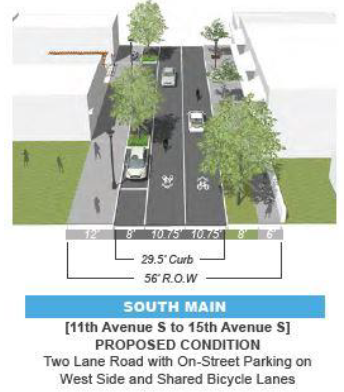 12' 8' 10.75' 10.75' 8' 6'
29.5' Curb
56' R.O.W
SOUTH MAIN
[11th Avenue S to 15th Avenue S]
PROPOSED CONDITION
Two Lane Road with On-Street Parking on
West Side and Shared Bicycle Lanes